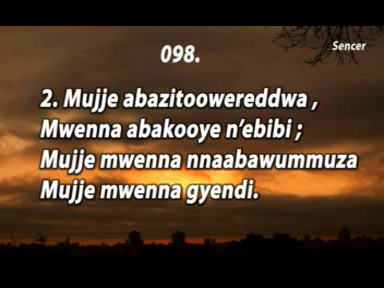 Sencer
098.
2. Mujje abazitoowereddwa ,
Mwenna abakooye n'ebibi ;
Mujje mwenna nnaabawummuza
Mujje mwenna gyendi.